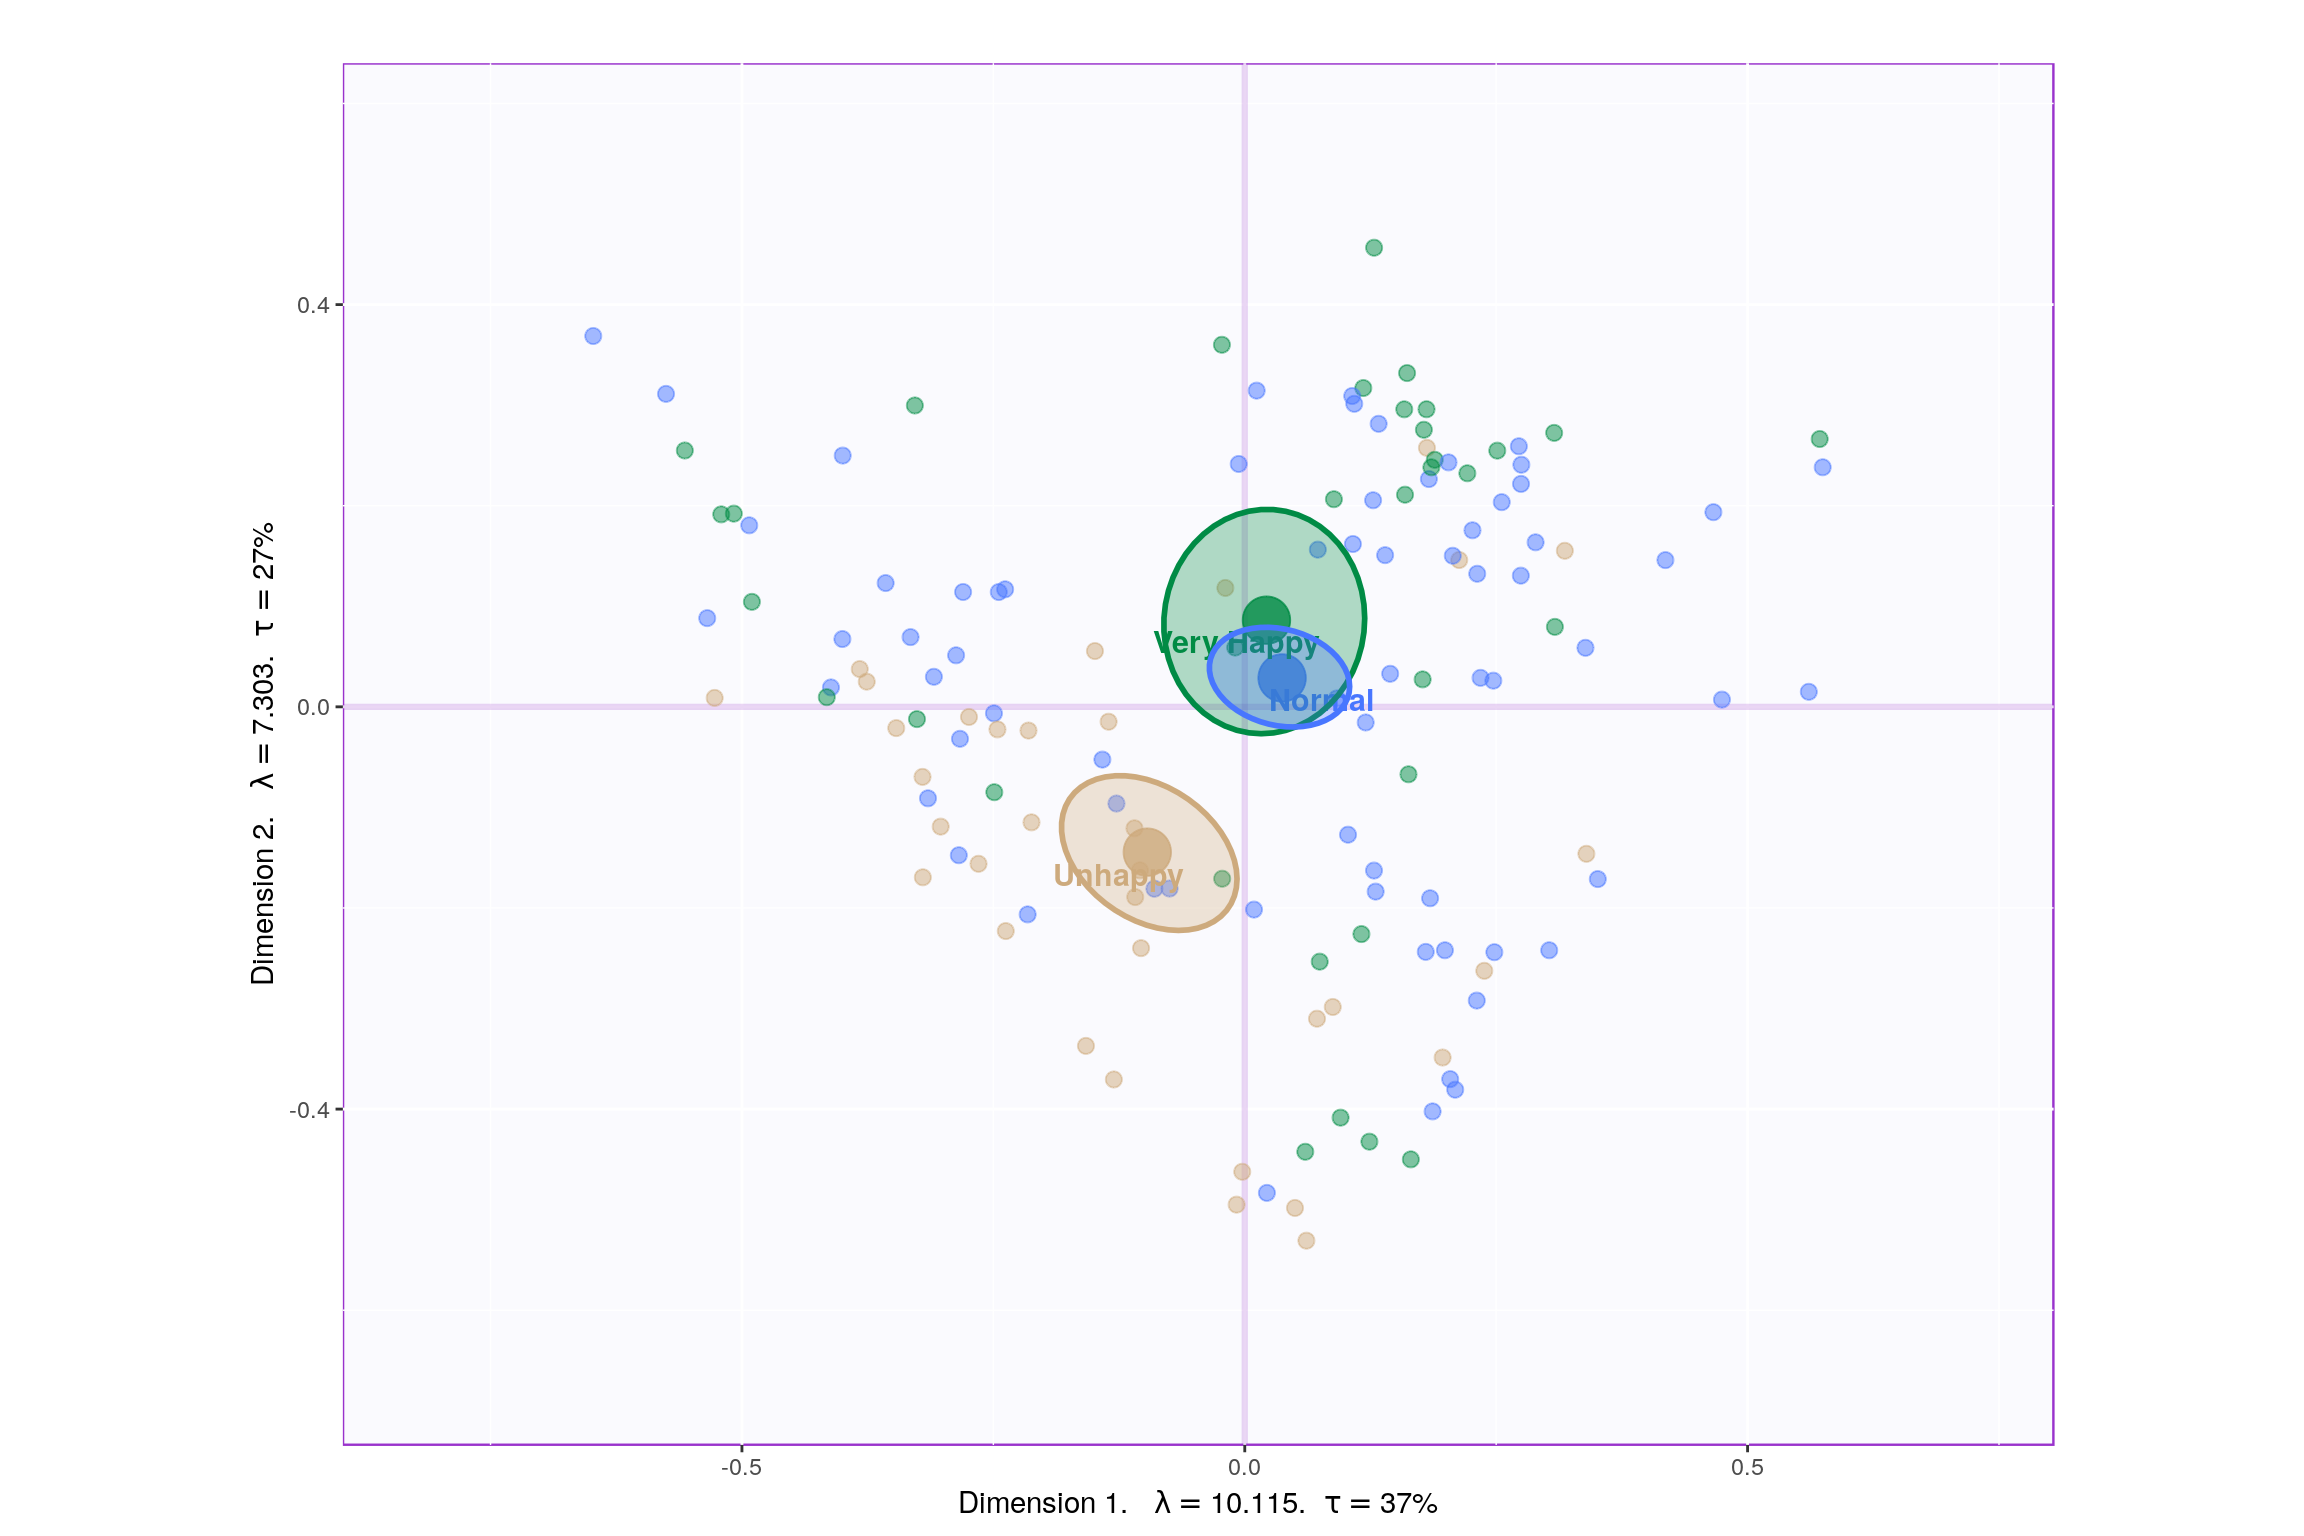 0.4
0.0
-0.4
Dimension 2.   λ = 7.303.  τ = 27%
Very Happy
Normal
Unhappy
-0.5
0.0
0.5
Dimension 1.   λ = 10.115.  τ = 37%